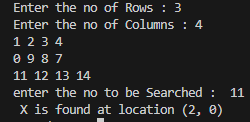 Enter the no of Rows : 3
Enter the no of Columns : 4
1 2 3 4
0 9 8 7
11 12 13 14
enter the no to be Searched :  11
 X is found at location (2, 0)